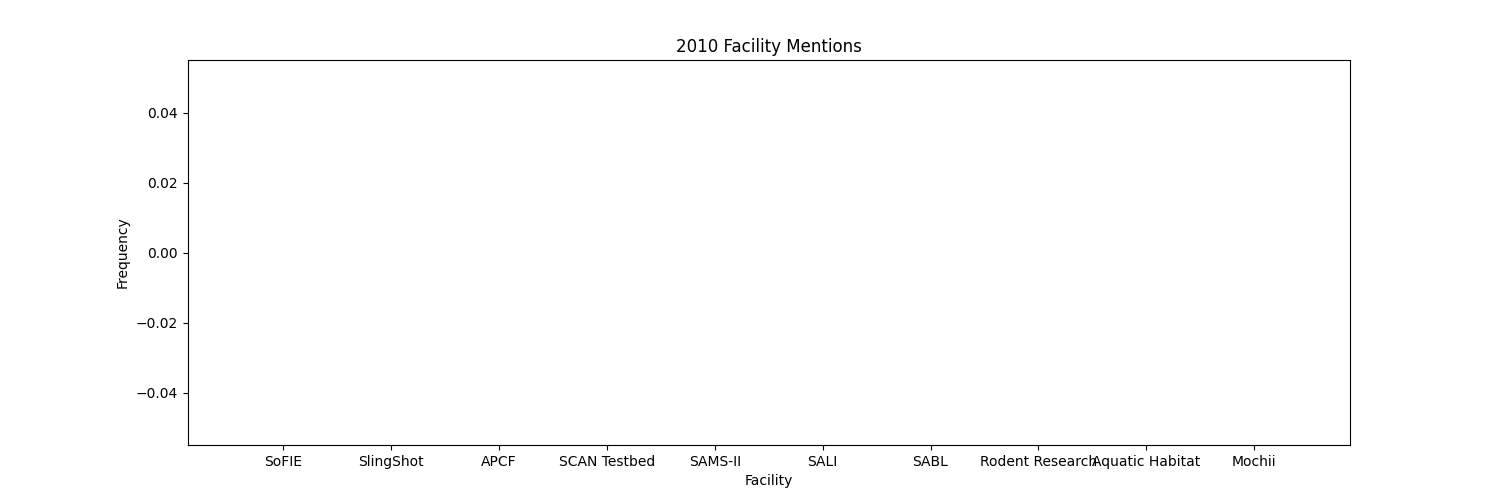 2010 Facility Mentions
0.04
0.02
0.00
−0.02
−0.04
Frequency
SoFIE SlingShot APCF SCAN Testbed SAMS-II SALI SABL Rodent Research Aquatic Habitat Mochii
Facility